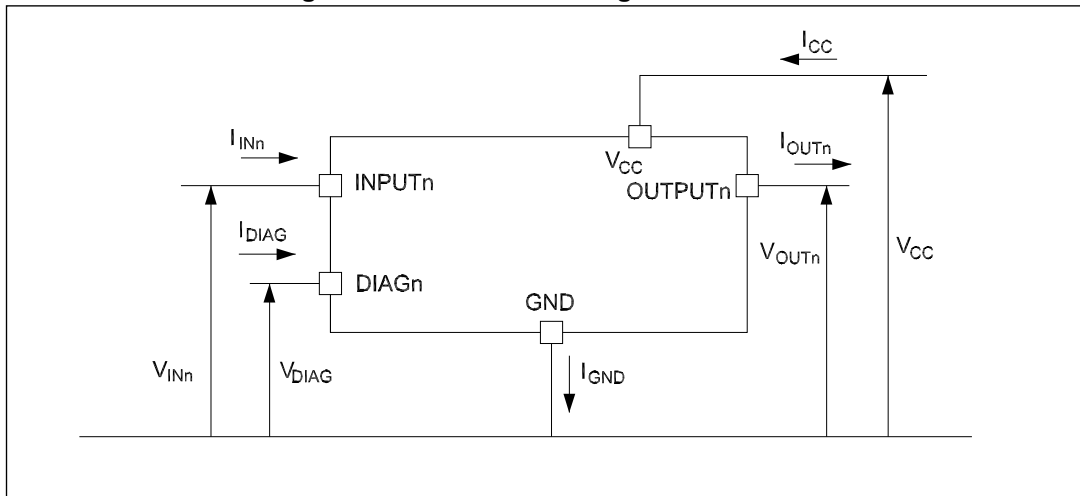 I_CC
I_INn
V_CC
I_OUTn
INPUTn
OUTPUTn
I_DIAG
V_OUTn
V_CC
DIAGn
GND
V_INn
V_DIAG
I_GND